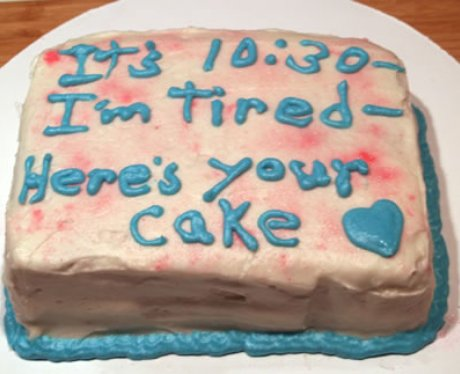 It's 10:30-
I'm Tired-
Here's your
cake